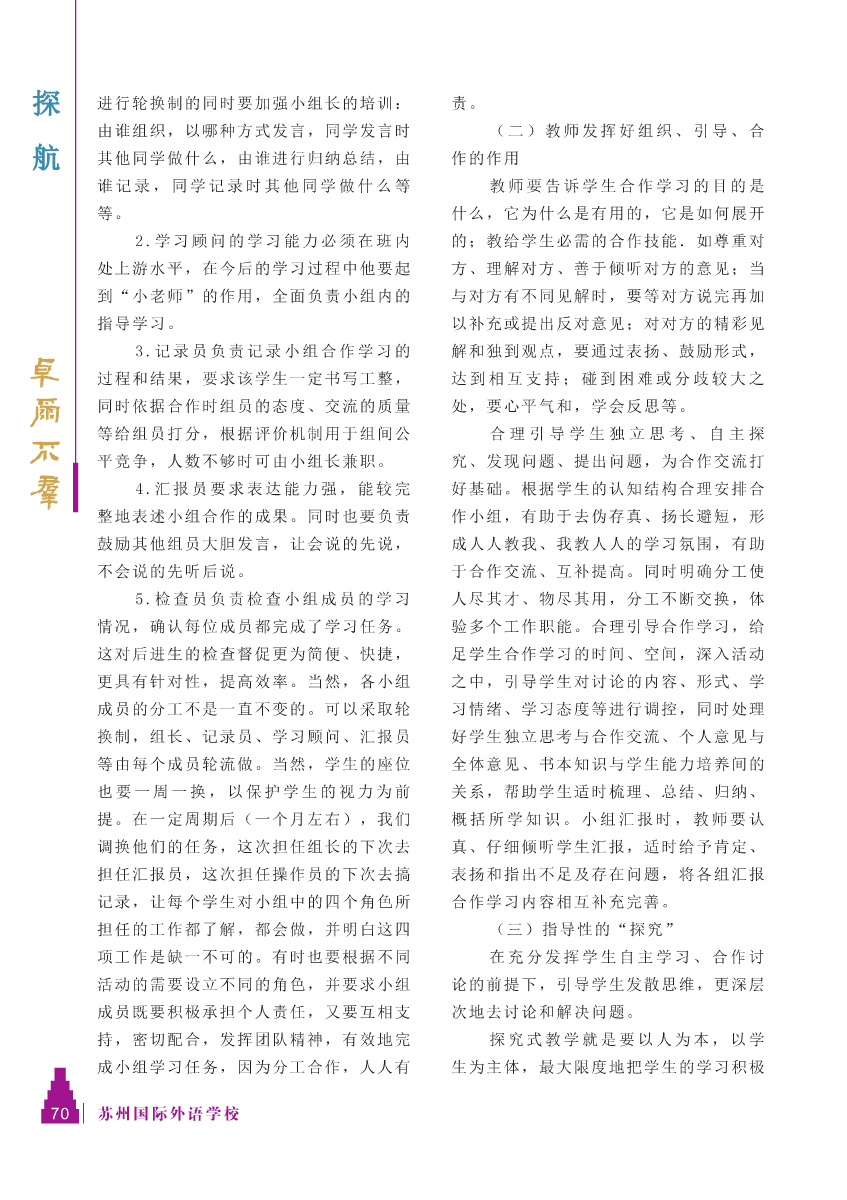 探
航
卓尔不群
进行轮换制的同时要加强小组长的培训：
由谁组织，以哪种方式发言，同学发言时
其他同学做什么，由谁进行归纳总结，由
谁记录，同学记录时其他同学做什么等
等。
2.学习顾问的学习能力必须在班内
处上游水平，在今后的学习过程中他要起
到“小老师”的作用，全面负责小组内的
指导学习。
3.记录员负责记录小组合作学习的
过程和结果，要求该学生一定书写工整，
同时依据合作时组员的态度、交流的质量
等给组员打分，根据评价机制用于组间公
平竞争，人数不够时可由小组长兼职。
4.汇报员要求表达能力强，能较完
整地表述小组合作的成果。同时也要负责
鼓励其他组员大胆发言，让会说的先说，
不会说的先听后说。
5.检查员负责检查小组成员的学习
情况，确认每位成员都完成了学习任务。
这对后进生的检查督促更为简便、快捷，
更具有针对性，提高效率。当然，各小组
成员的分工不是一直不变的。可以采取轮
换制，组长、记录员、学习顾问、汇报员
等由每个成员轮流做。当然，学生的座位
也要一周一换，以保护学生的视力为前
提。在一定周期后（一个月左右），我们
调换他们的任务，这次担任组长的下次去
担任汇报员，这次担任操作员的下次去搞
记录，让每个学生对小组中的四个角色所
担任的工作都了解，都会做，并明白这四
项工作是缺一不可的。有时也要根据不同
活动的需要设立不同的角色，并要求小组
成员既要积极承担个人责任，又要互相支
持，密切配合，发挥团队精神，有效地完
成小组学习任务，因为分工合作，人人有
责。
（二）教师发挥好组织、引导、合
作的作用
教师要告诉学生合作学习的目的是
什么，它为什么是有用的，它是如何展开
的；教给学生必需的合作技能．如尊重对
方、理解对方、善于倾听对方的意见；当
与对方有不同见解时，要等对方说完再加
以补充或提出反对意见；对对方的精彩见
解和独到观点，要通过表扬、鼓励形式，
达到相互支持；碰到困难或分歧较大之
处，要心平气和，学会反思等。
合理引导学生独立思考、自主探
究、发现问题、提出问题，为合作交流打
好基础。根据学生的认知结构合理安排合
作小组，有助于去伪存真、扬长避短，形
成人人教我、我教人人的学习氛围，有助
于合作交流、互补提高。同时明确分工使
人尽其才、物尽其用，分工不断交换，体
验多个工作职能。合理引导合作学习，给
足学生合作学习的时间、空间，深入活动
之中，引导学生对讨论的内容、形式、学
习情绪、学习态度等进行调控，同时处理
好学生独立思考与合作交流、个人意见与
全体意见、书本知识与学生能力培养间的
关系，帮助学生适时梳理、总结、归纳、
概括所学知识。小组汇报时，教师要认
真、仔细倾听学生汇报，适时给予肯定、
表扬和指出不足及存在问题，将各组汇报
合作学习内容相互补充完善。
（三）指导性的“探究”
在充分发挥学生自主学习、合作讨
论的前提下，引导学生发散思维，更深层
次地去讨论和解决问题。
探究式教学就是要以人为本，以学
生为主体，最大限度地把学生的学习积极
70
苏州国际外语学校